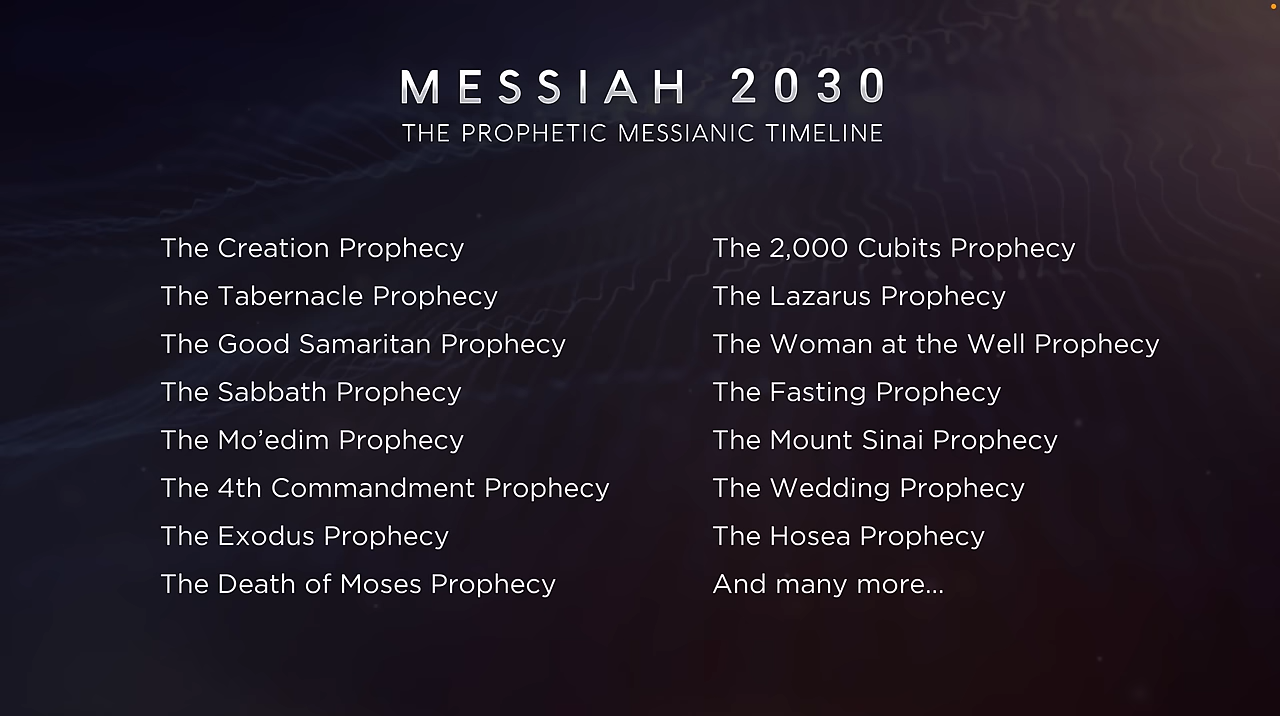 MESSIAH 2030
THE PROPHETIC MESSIANIC TIMELINE
The Creation Prophecy
The Tabernacle Prophecy
The Good Samaritan Prophecy
The Sabbath Prophecy
The Mo’edim Prophecy
The 4th Commandment Prophecy
The Exodus Prophecy
The Death of Moses Prophecy
The 2,000 Cubits Prophecy
The Lazarus Prophecy
The Woman at the Well Prophecy
The Fasting Prophecy
The Mount Sinai Prophecy
The Wedding Prophecy
The Hosea Prophecy
And many more...